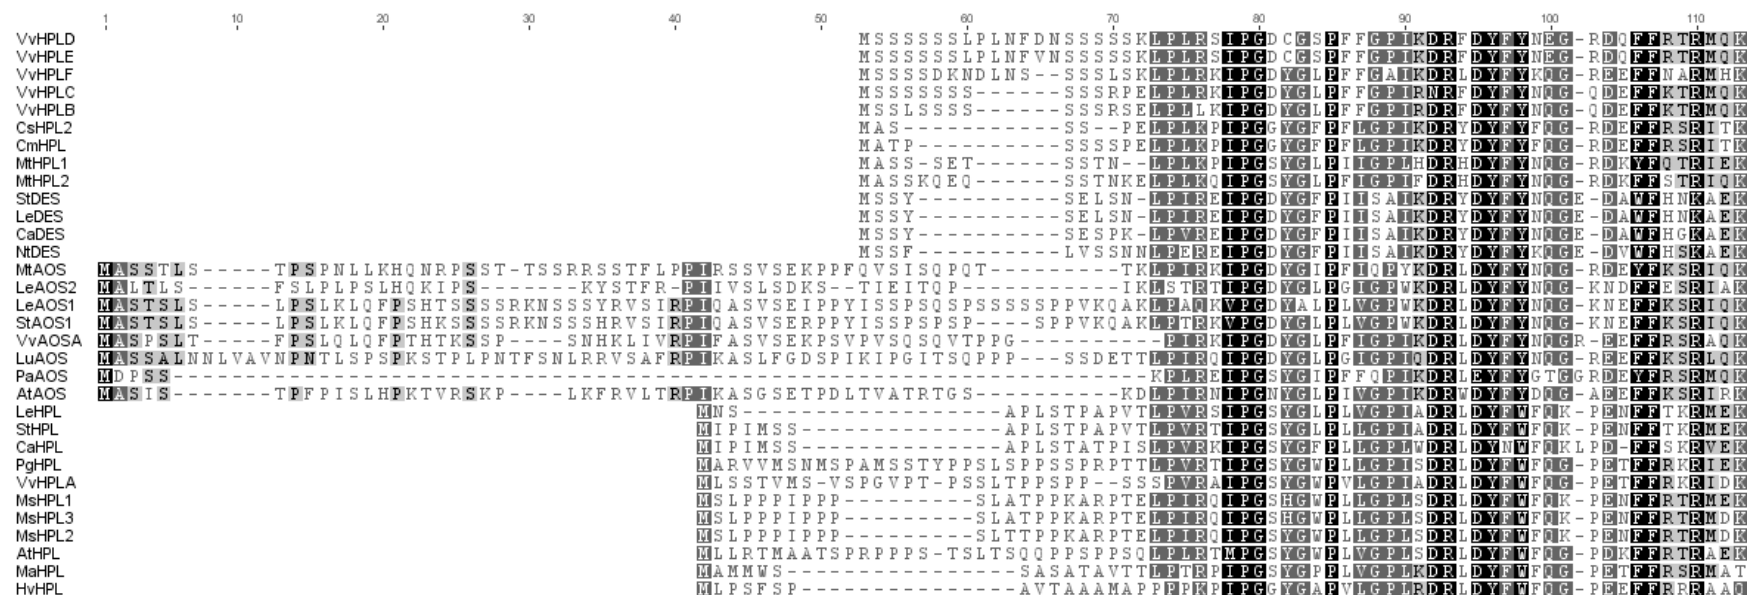 1 10 20 30 40 50 60 70 80 90 100 110
VvHPLD MSSSSSSLPLNFDNSSSSSKLPLRSIPGDCGSPFFGPIKDRFDYFYNEG-RDQFFRTRMQK
VvHPLE MSSSSSSLPLNFVNSSSSSKLPLRSIPGDCGSPFFGPIKDRFDYFYNEG-RDQFFRTRMQK
VvHPLF MSSSSDKNDLNS--SSSLSKLPLRKIPGDYGLPFFGAIKDRLDYFYKQG-REEFFNARMHK
VvHPLC MSSSSSSS------SSSRPELPLRKIPGDYGLPFFGPIRNRFDYFYNQG-QDEFFKTRMQK
VvHPLB MSSLSSSS------SSSRSELPLLKIPGDYGLPFFGPIRDRFDYFYNQG-QDEFFKTRMQK
CsHPL2 MAS-----------SS--PELPLKPIPGGYGFPFLGPIKDRYDYFYFQG-RDEFFRSRITK
CmHPL MATP----------SSSSPELPLKPIPGGYGFPFLGPIKDRYDYFYFQG-RDEFFRSRITK
MtHPL1 MASS-SET------SSTN--LPLKPIPGSYGLPIIGPLHDRHDYFYNQG-RDKYFQTRIEK
MtHPL2 MASSKQEQ------SSTNKELPLKQIPGSYGLPFIGPIFDRHDYFYNQG-RDKFFSTRIQK
StDES MSSY----------SELSN-LPIREIPGDYGFPIISAIKDRYDYFYNQGE-DAWFHNKAEK
LeDES MSSY----------SELSN-LPIREIPGDYGFPIISAIKDRYDYFYNQGE-DAWFHNKAEK
CaDES MSSY----------SESPK-LPVREIPGDYGFPIISAIKDRYDYFYNQGE-DAWFHGKAEK
NtDES MSSF----------LVSSNNLPEREIPGDYGFPIISAIKDRYDYFYKQGE-DVWFHSKAEK
MtAOS MASSTLS-----TPSPNLLKHQNRPSST-TSSRRSSTFLPPIRSSVSEKPPFQVSISQPQT---------TKLPIRKIPGDYGIPFIQPYKDRLDYFYNQG-RDEYFKSRIQK
LeAOS2 MALTLS------FSLPLPSLHQKIPS-------KYSTFR-PIIVSLSDKS--TIEITQP-----------IKLSTRTIPGDYGLPGIGPWKDRLDYFYNQG-KNDFFESRIAK
LeAOS1 MASTSLS-----LPSLKLQFPSHTSSSSRKNSSSYRVSIRPIQASVSEIPPYISSPSQSPSSSSSPPVKQAKLPAQKVPGDYALPLVGPWKDRLDYFYNQG-KNEFFKSRIQK
StAOS1 MASTSLS-----LPSLKLQFPSHKSSSSRKNSSSHRVSIRPIQASVSERPPYISSPSPSP----SPPVKQAKLPTRKVPGDYGLPLVGPWKDRLDYFYNQG-KNEFFKSRIQK
VvAOSA MASPSLT-----FPSLQLQFPTHTKSSP-----SNHKLIVRPIFASVSEKPSVPVSQSQVTPPG----------PIRKIPGDYGLPFIGPIKDRLDYFYNQGR-EEFFRSRAQK
LuAOS MASSALNNLVAVNPNTLSPSPKSTPLPNTFSNLRRVSAFRPIKASLFGDSPIKIPGITSQPPP----SSDETTLPIRQIPGDYGLPGIGPIQDRLDYFYNQG-REEFFKSRLQK
PaAOS MDPSS-------------------------------------------------------------------KPLREIPGSYGIPFFQPIKDRLEYFYGTGGRDEYFRSRMQK
AtAOS MASIS-------TPFPISLHPKTVRSKP----LKFRVLTRPIKASGSETPDLTVATRTGS----------KDLPIRNIPGNYGLPIVGPIKDRWDYFYDQG-AEEFFKSRIRK
LeHPL MNS------------------APLSTPAPVTLPVRSIPGSYGLPLVGPIADRLDYFWFQK-PENFFTKRMEK
StHPL MIPIMSS--------------APLSTPAPVTLPVRTIPGSYGLPLLGPIADRLDYFWFQK-PENFFTKRMEK
CaHPL MIPIMSS--------------APLSTATPISLPVRKIPGSYGFPLLGPLWDRLDYNWFQKLPD-FFSKRVEK
PgHPL MARVVMSNMSPAMSSTYPPSLSPPSSPRPTTLPVRTIPGSYGWPLLGPISDRLDYFWFQG-PETFFRKRIEK
VvHPLA MLSSTVMS-VSPGVPT-PSSLTPPSPP--SSSPVRAIPGSYGWPVLGPIADRLDYFWFQG-PETFFRKRIDK
MsHPL1 MSLPPPIPPP---------SLATPPKARPTELPIRQIPGSHGWPLLGPLSDRLDYFWFQK-PENFFRTRMEK
MsHPL3 MSLPPPIPPP---------SLATPPKARPTELPIRQIPGSHGWPLLGPLSDRLDYFWFQK-PENFFRTRMDK
MsHPL2 MSLPPPIPPP---------SLTTPPKARPTELPIRQIPGSYGWPLLGPLSDRLDYFWFQK-PENFFRTRMDK
AtHPL MLLRTMAATSPRPPPS-TSLTSQQPPSPPSQLPLRTMPGSYGWPLVGPLSDRLDYFWFQG-PDKFFRTRAEK
MaHPL MAMMWS----------------SASATAVTTLPTRPIPGSYGPPLVGPLKDRLDYFWFQG-PETFFRSRMAT
HvHPL MLPSFSP---------------AVTAAAMAPPPPKPIPGGYGAPVLGPLRDRLDYFWFQG-PEEFFRRRAAQ